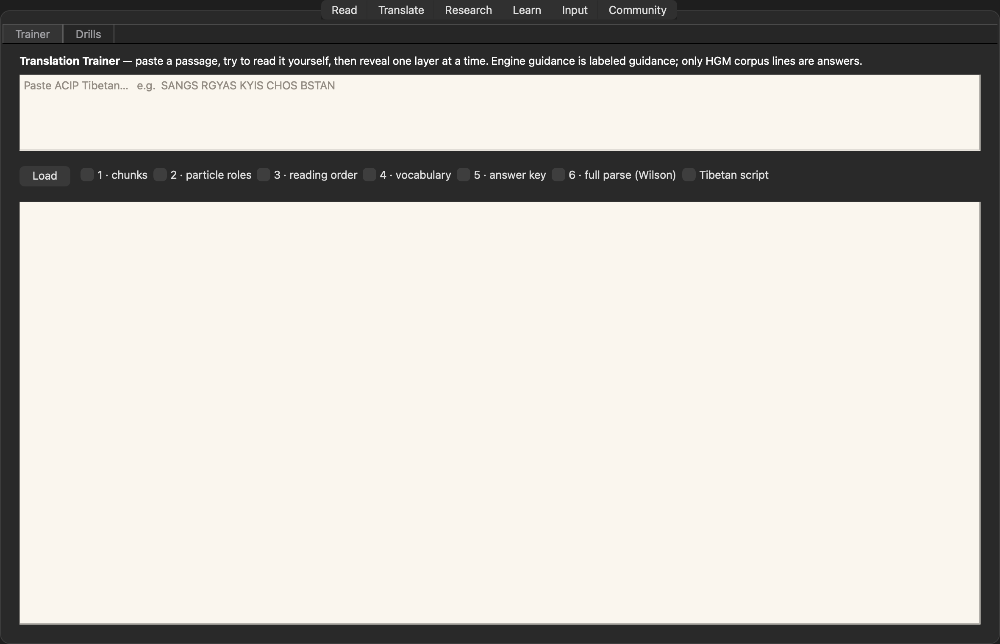 Read Translate Research Learn Input Community
Trainer Drills
Translation Trainer — paste a passage, try to read it yourself, then reveal one layer at a time. Engine guidance is labeled guidance; only HGM corpus lines are answers.
Paste ACIP Tibetan... e.g. SANGS RGYAS KYIS CHOS BSTAN
Load 1 · chunks 2 · particle roles 3 · reading order 4 · vocabulary 5 · answer key 6 · full parse (Wilson) Tibetan script